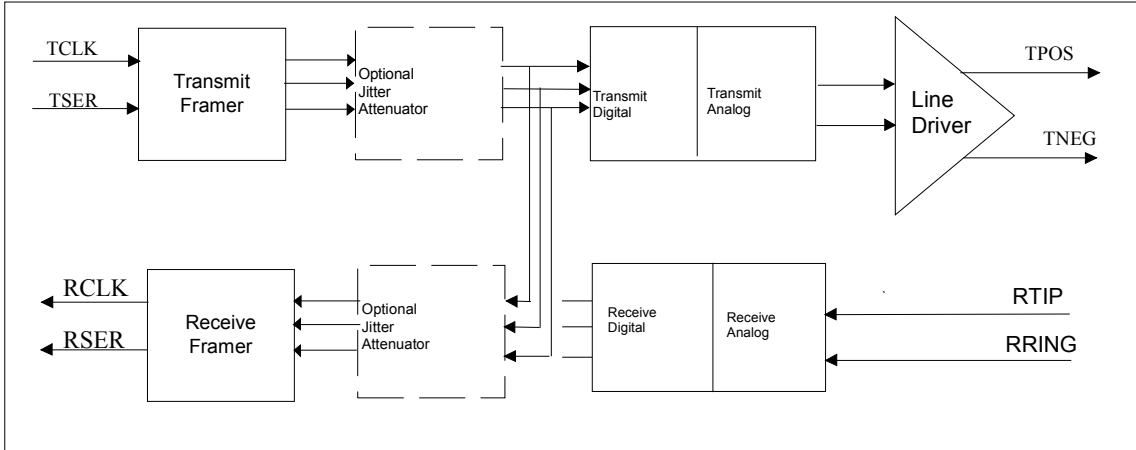 TCLK
TSER
Transmit
Framer
Optional
Jitter
Attenuator
Transmit
Digital
Transmit
Analog
Line
Driver
TPOS
TNEG
RCLK
RSER
Receive
Framer
Optional
Jitter
Attenuator
Receive
Digital
Receive
Analog
RTIP
RRING